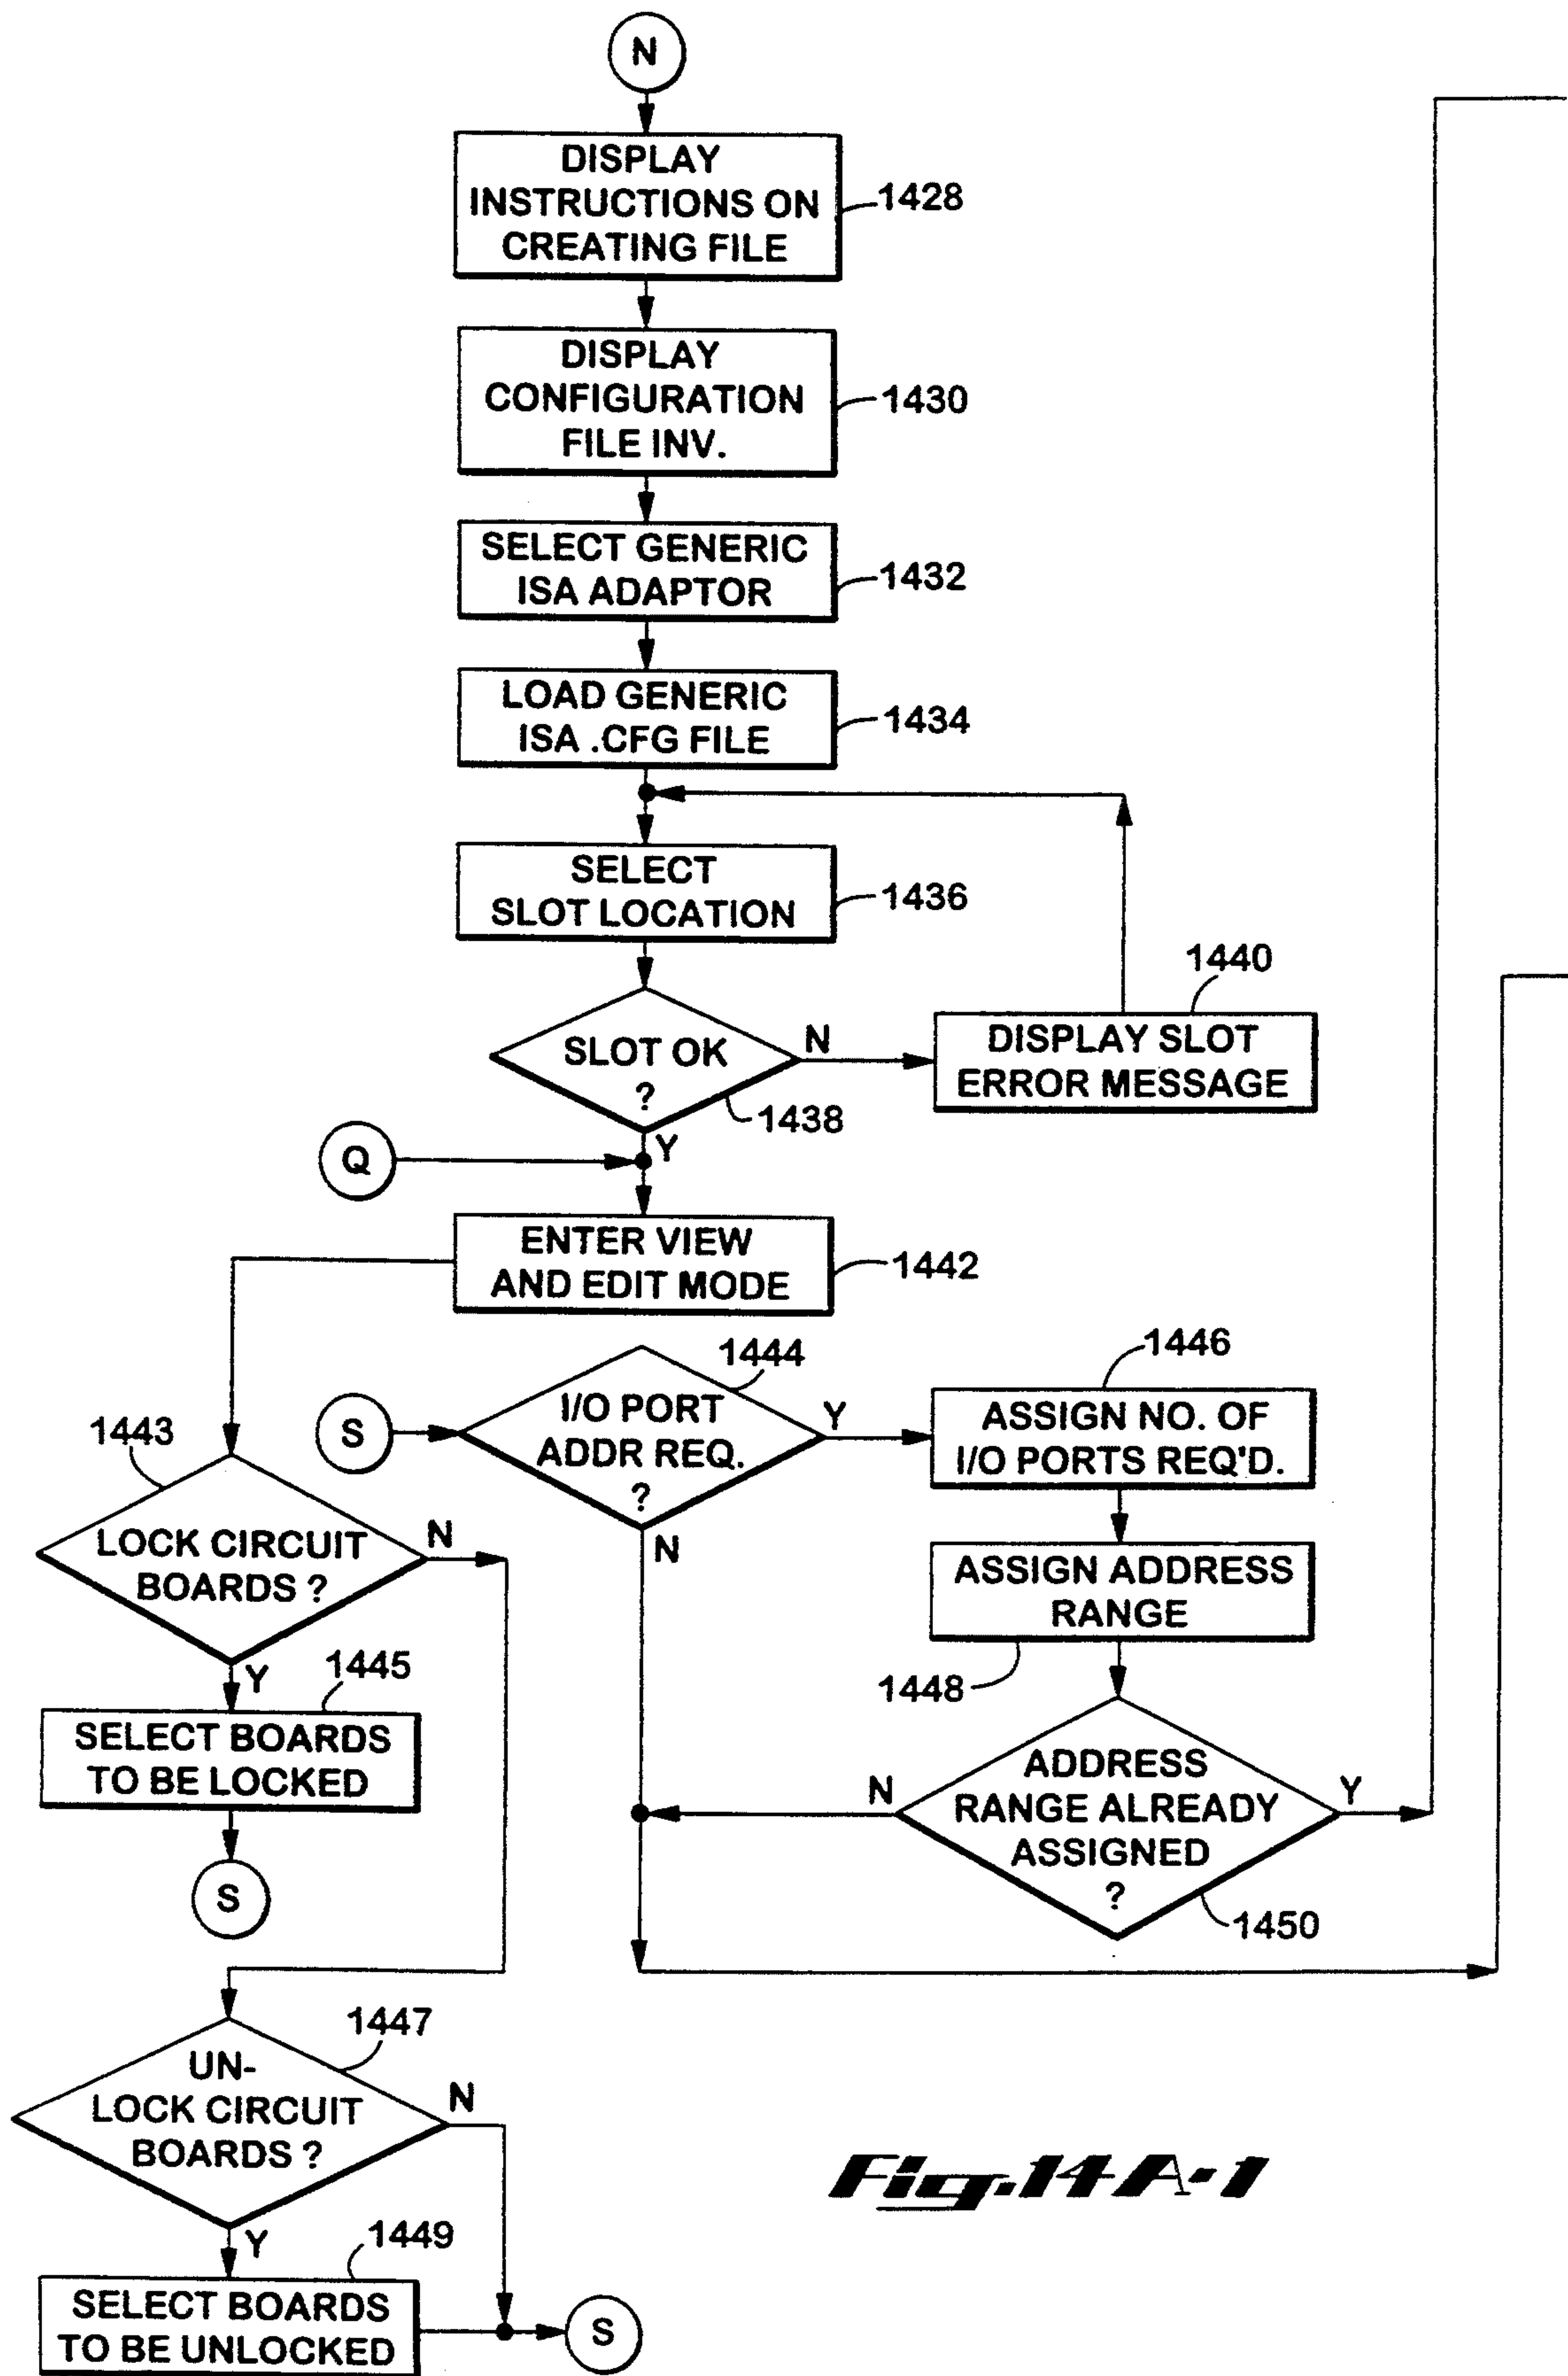 N
DISPLAY
INSTRUCTIONS ON
CREATING FILE
1428
DISPLAY
CONFIGURATION
FILE INV.
1430
SELECT GENERIC
ISA ADAPTOR
1432
LOAD GENERIC
ISA .CFG FILE
1434
SELECT
SLOT LOCATION
1436
SLOT OK
?
1438
N
Y
1440
DISPLAY SLOT
ERROR MESSAGE
Q
ENTER VIEW
AND EDIT MODE
1442
1443
LOCK CIRCUIT
BOARDS ?
N
Y
1445
SELECT BOARDS
TO BE LOCKED
S
S
1444
I/O PORT
ADDR REQ.
?
Y
N
1446
ASSIGN NO. OF
I/O PORTS REQ'D.
ASSIGN ADDRESS
RANGE
1448
ADDRESS
RANGE ALREADY
ASSIGNED
?
N
Y
1450
1447
UN-
LOCK CIRCUIT
BOARDS ?
N
Y
1449
SELECT BOARDS
TO BE UNLOCKED
S
Fig.14A-1